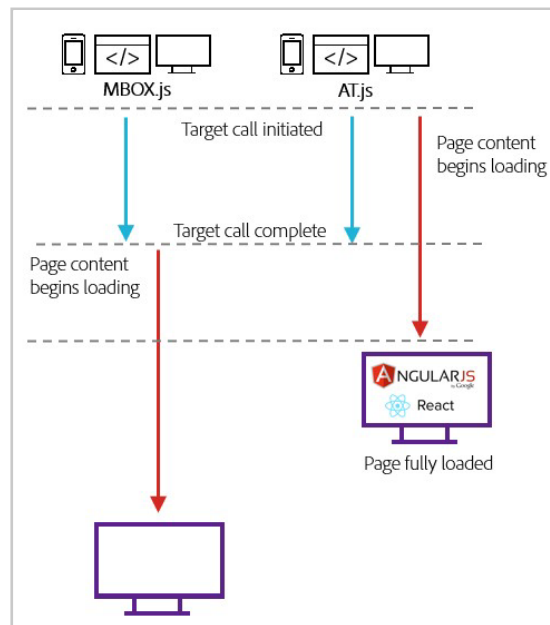 </> </>
MBOX.js AT.js
Target call initiated
Page content
begins loading
Target call complete
Page content
begins loading
ANGULARJS
by Google
React
Page fully loaded